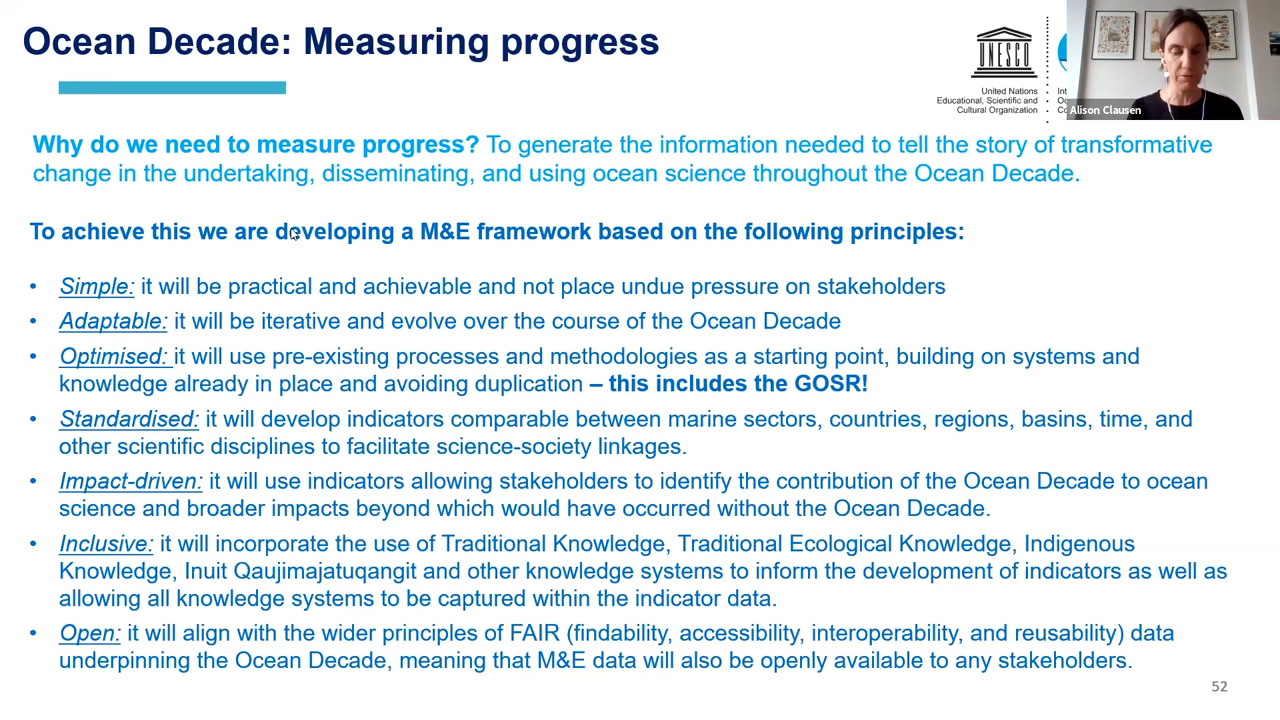 Ocean Decade: Measuring progress
UNESCO
United Nations
Educational, Scientific and
Cultural Organization
Alison Clausen
Why do we need to measure progress? To generate the information needed to tell the story of transformative
change in the undertaking, disseminating, and using ocean science throughout the Ocean Decade.
To achieve this we are developing a M&E framework based on the following principles:
• Simple: it will be practical and achievable and not place undue pressure on stakeholders
• Adaptable: it will be iterative and evolve over the course of the Ocean Decade
• Optimised: it will use pre-existing processes and methodologies as a starting point, building on systems and
knowledge already in place and avoiding duplication – this includes the GOSR!
• Standardised: it will develop indicators comparable between marine sectors, countries, regions, basins, time, and
other scientific disciplines to facilitate science-society linkages.
• Impact-driven: it will use indicators allowing stakeholders to identify the contribution of the Ocean Decade to ocean
science and broader impacts beyond which would have occurred without the Ocean Decade.
• Inclusive: it will incorporate the use of Traditional Knowledge, Traditional Ecological Knowledge, Indigenous
Knowledge, Inuit Qaujimajatuqangit and other knowledge systems to inform the development of indicators as well as
allowing all knowledge systems to be captured within the indicator data.
• Open: it will align with the wider principles of FAIR (findability, accessibility, interoperability, and reusability) data
underpinning the Ocean Decade, meaning that M&E data will also be openly available to any stakeholders.
52